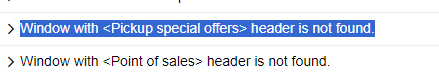 Window with <Pickup special offers> header is not found.
Window with <Point of sales> header is not found.